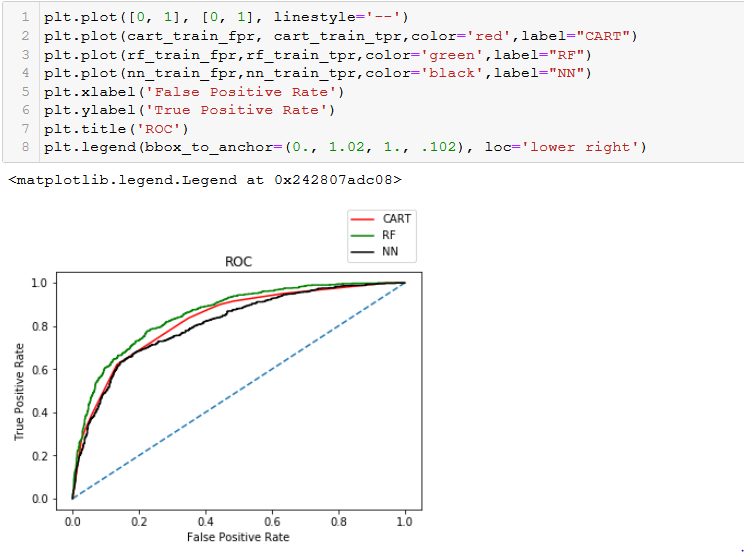 1 plt.plot([0, 1], [0, 1], linestyle='--')
2 plt.plot(cart_train_fpr, cart_train_tpr,color='red',label="CART")
3 plt.plot(rf_train_fpr,rf_train_tpr,color='green',label="RF")
4 plt.plot(nn_train_fpr,nn_train_tpr,color='black',label="NN")
5 plt.xlabel('False Positive Rate')
6 plt.ylabel('True Positive Rate')
7 plt.title('ROC')
8 plt.legend(bbox_to_anchor=(0., 1.02, 1., .102), loc='lower right')
<matplotlib.legend.Legend at 0x242807adc08>
CART
RF
NN
ROC
True Positive Rate
1.0
0.8
0.6
0.4
0.2
0.0
0.0 0.2 0.4 0.6 0.8 1.0
False Positive Rate